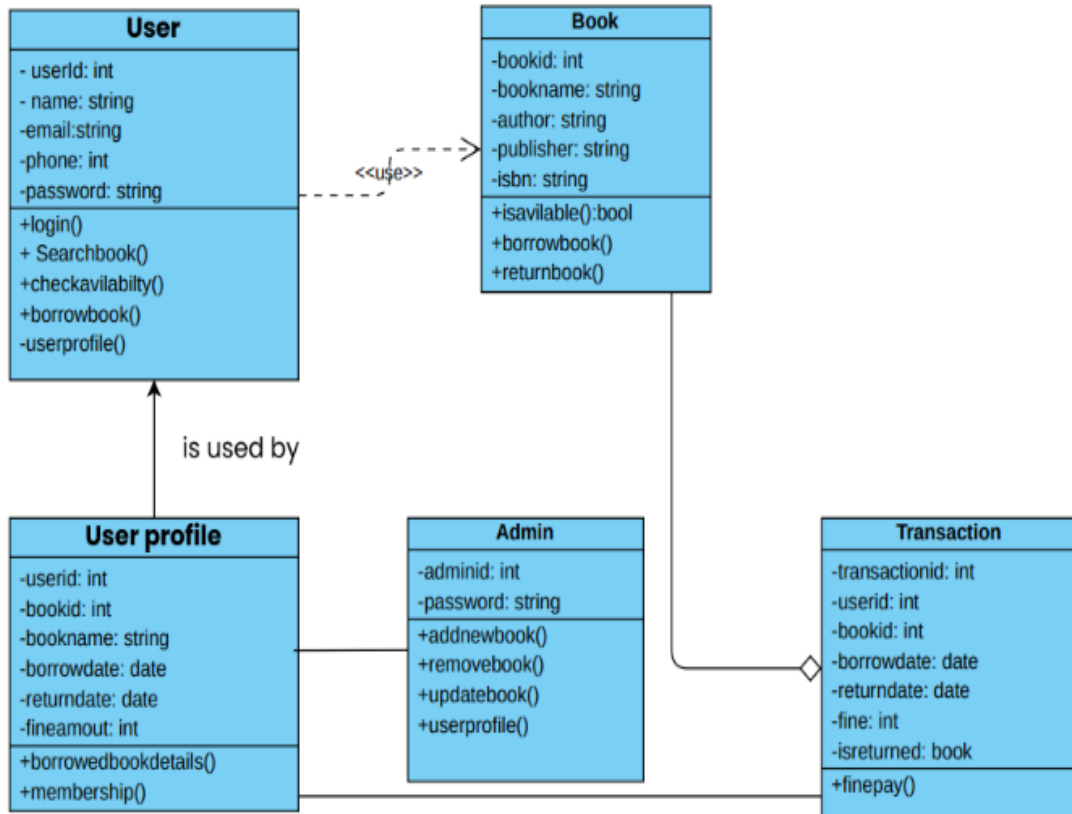 User
- userId: int
- name: string
-email:string
-phone: int
-password: string
+login()
+ Searchbook()
+checkavilabilty()
+borrowbook()
-userprofile()
<<use>>
Book
-bookid: int
-bookname: string
-author: string
-publisher: string
-isbn: string
+isavilable():bool
+borrowbook()
+returnbook()
is used by
User profile
-userid: int
-bookid: int
-bookname: string
-borrowdate: date
-returndate: date
-fineamout: int
+borrowedbookdetails()
+membership()
Admin
-adminid: int
-password: string
+addnewbook()
+removebook()
+updatebook()
+userprofile()
Transaction
-transactionid: int
-userid: int
-bookid: int
-borrowdate: date
-returndate: date
-fine: int
-isreturned: book
+finepay()